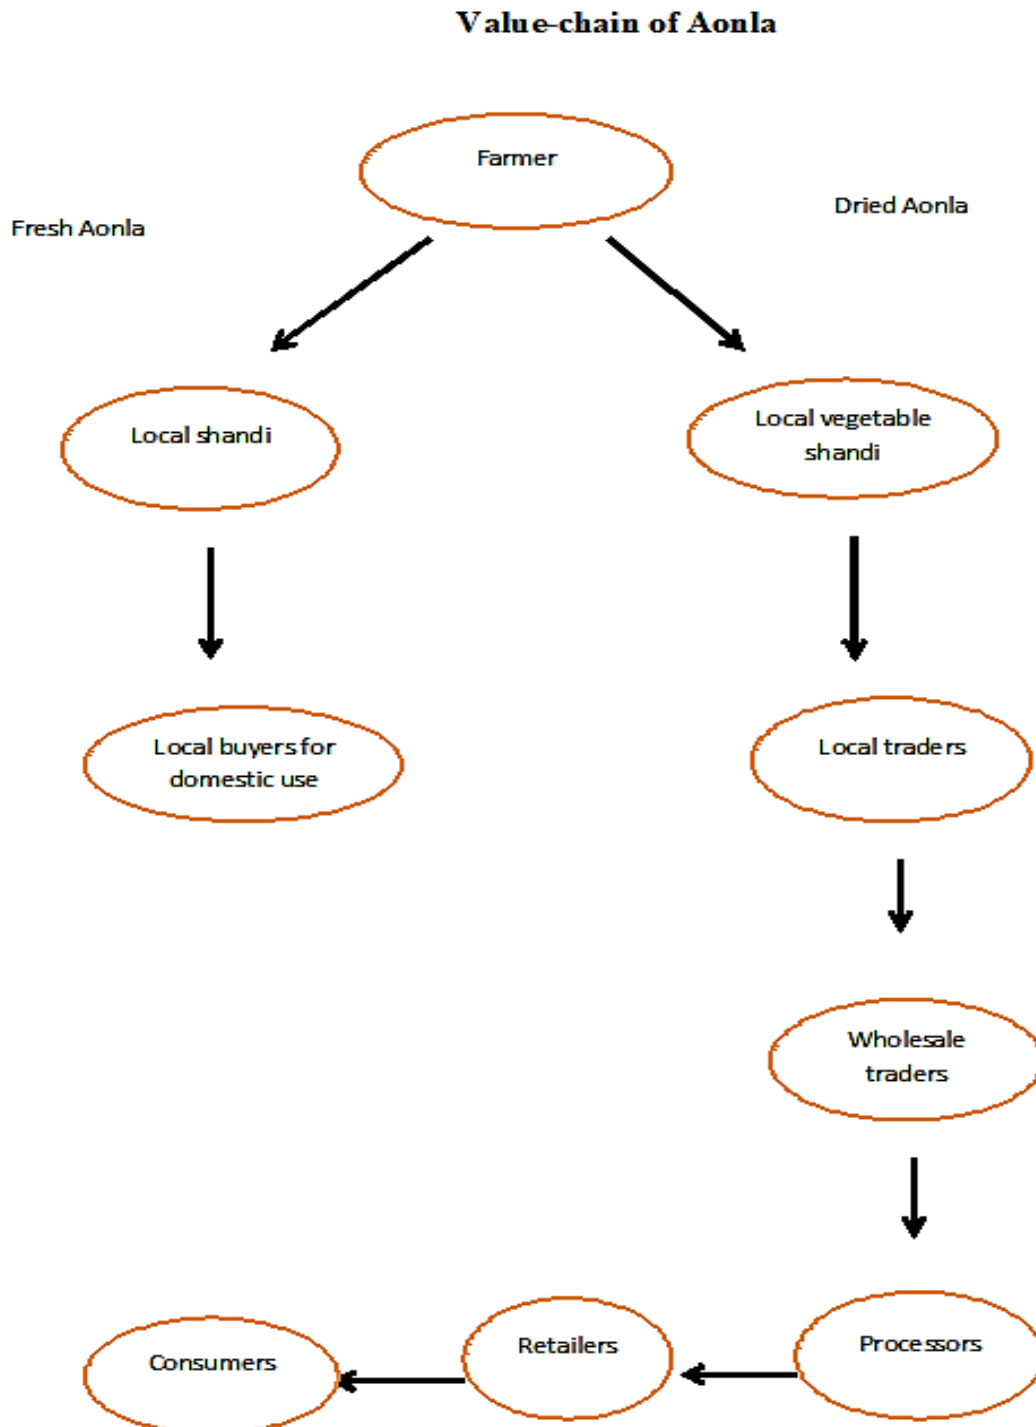 Value-chain of Aonla
Farmer
Fresh Aonla
Dried Aonla
Local shandi
Local vegetable
shandi
Local buyers for
domestic use
Local traders
Wholesale
traders
Processors
Retailers
Consumers